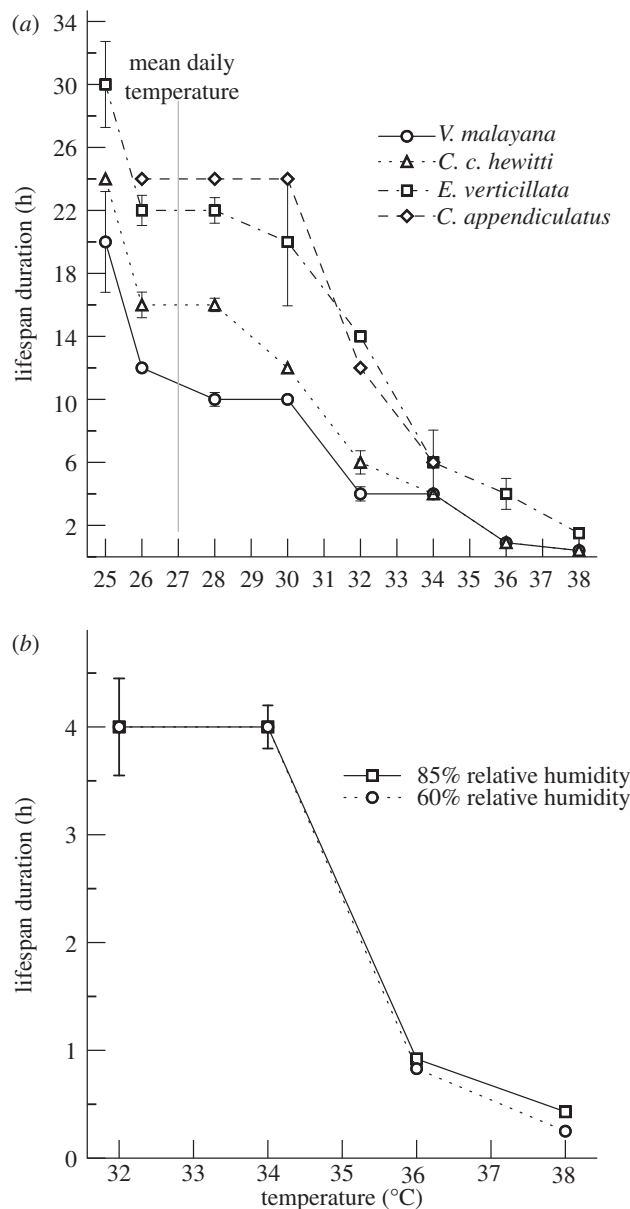 (a)
34
30
24
22
18
14
10
6
2
lifespan duration (h)
mean daily
temperature
V. malayana
C. c. hewitti
E. verticillata
C. appendiculatus
25 26 27 28 29 30 31 32 33 34 35 36 37 38
(b)
4
3
2
1
0
lifespan duration (h)
85% relative humidity
60% relative humidity
32 33 34 35 36 37 38
temperature (°C)